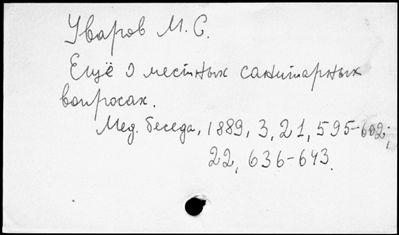 Уваров М. С.
Ещё о местных санитарных
вопросах.
Мед. беседа, 1889, 3, 21, 595-602;
22, 636-643.